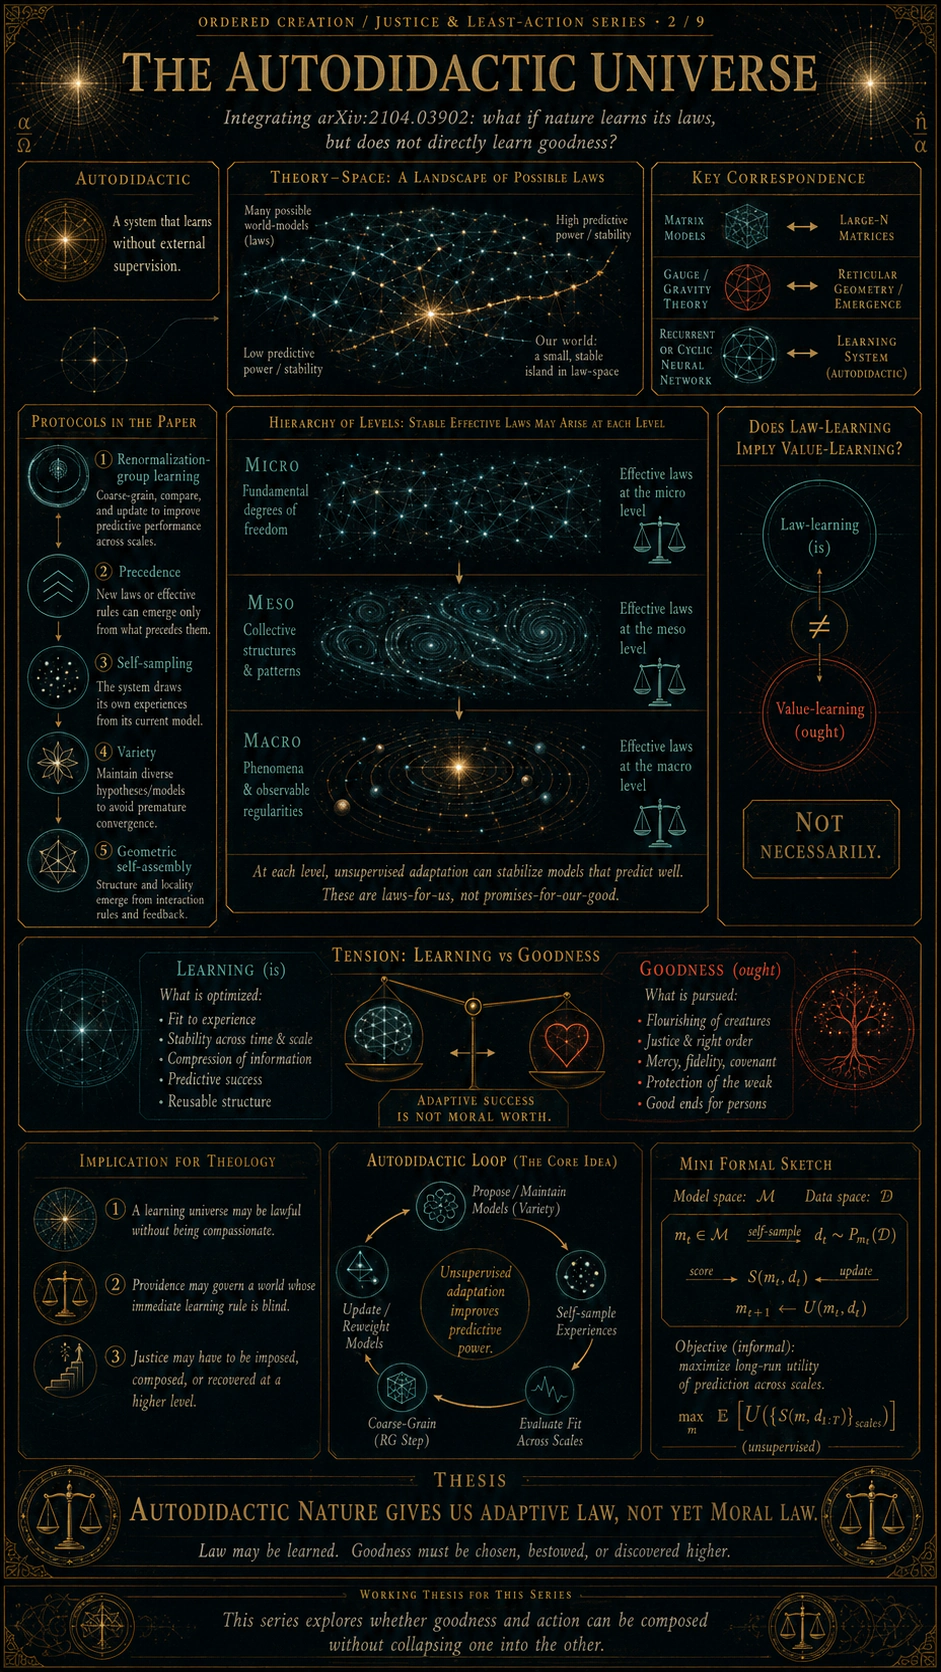 ORDERED CREATION / JUSTICE & LEAST-ACTION SERIES · 2 / 9
THE AUTODIDACTIC UNIVERSE
Integrating arXiv:2104.03902: what if nature learns its laws,
but does not directly learn goodness?
α
Ω
n̂
α
AUTODIDACTIC
A system that learns
without external
supervision.
THEORY–SPACE: A LANDSCAPE OF POSSIBLE LAWS
Many possible
world-models
(laws)
High predictive
power / stability
Low predictive
power / stability
Our world:
a small, stable
island in law-space
KEY CORRESPONDENCE
MATRIX
MODELS
LARGE-N
MATRICES
GAUGE /
GRAVITY
THEORY
RETICULAR
GEOMETRY /
EMERGENCE
RECURRENT
OR CYCLIC
NEURAL
NETWORK
LEARNING
SYSTEM
(AUTODIDACTIC)
PROTOCOLS IN THE PAPER
1 Renormalization-
group learning
Coarse-grain, compare,
and update to improve
predictive performance
across scales.
2 Precedence
New laws or effective
rules can emerge only
from what precedes them.
3 Self-sampling
The system draws
its own experiences
from its current model.
4 Variety
Maintain diverse
hypotheses/models
to avoid premature
convergence.
5 Geometric
self-assembly
Structure and locality
emerge from interaction
rules and feedback.
HIERARCHY OF LEVELS: STABLE EFFECTIVE LAWS MAY ARISE AT EACH LEVEL
MICRO
Fundamental
degrees of
freedom
Effective laws
at the micro
level
MESO
Collective
structures
& patterns
Effective laws
at the meso
level
MACRO
Phenomena
& observable
regularities
Effective laws
at the macro
level
At each level, unsupervised adaptation can stabilize models that predict well.
These are laws-for-us, not promises-for-our-good.
DOES LAW-LEARNING
IMPLY VALUE-LEARNING?
Law-learning
(is)
≠
Value-learning
(ought)
NOT
NECESSARILY.
TENSION: LEARNING VS GOODNESS
LEARNING (is)
What is optimized:
• Fit to experience
• Stability across time & scale
• Compression of information
• Predictive success
• Reusable structure
ADAPTIVE SUCCESS
IS NOT MORAL WORTH.
GOODNESS (ought)
What is pursued:
• Flourishing of creatures
• Justice & right order
• Mercy, fidelity, covenant
• Protection of the weak
• Good ends for persons
IMPLICATION FOR THEOLOGY
1 A learning universe may be lawful
without being compassionate.
2 Providence may govern a world whose
immediate learning rule is blind.
3 Justice may have to be imposed,
composed, or recovered at a
higher level.
AUTODIDACTIC LOOP (THE CORE IDEA)
Propose / Maintain
Models (Variety)
Self-sample
Experiences
Evaluate Fit
Across Scales
Coarse-Grain
(RG Step)
Update /
Reweight
Models
Unsupervised
adaptation
improves
predictive
power.
MINI FORMAL SKETCH
Model space: ℳ Data space: 𝒟
mₜ ∈ ℳ self-sample dₜ ~ P_{mₜ}(𝒟)
score S(mₜ, dₜ) update
mₜ₊₁ ← U(mₜ, dₜ)
Objective (informal):
maximize long-run utility
of prediction across scales.
max_m 𝔼 [U({S(m, d_{1:T})}_{scales})]
(unsupervised)
THESIS
AUTODIDACTIC NATURE GIVES US ADAPTIVE LAW, NOT YET MORAL LAW.
Law may be learned. Goodness must be chosen, bestowed, or discovered higher.
WORKING THESIS FOR THIS SERIES
This series explores whether goodness and action can be composed
without collapsing one into the other.